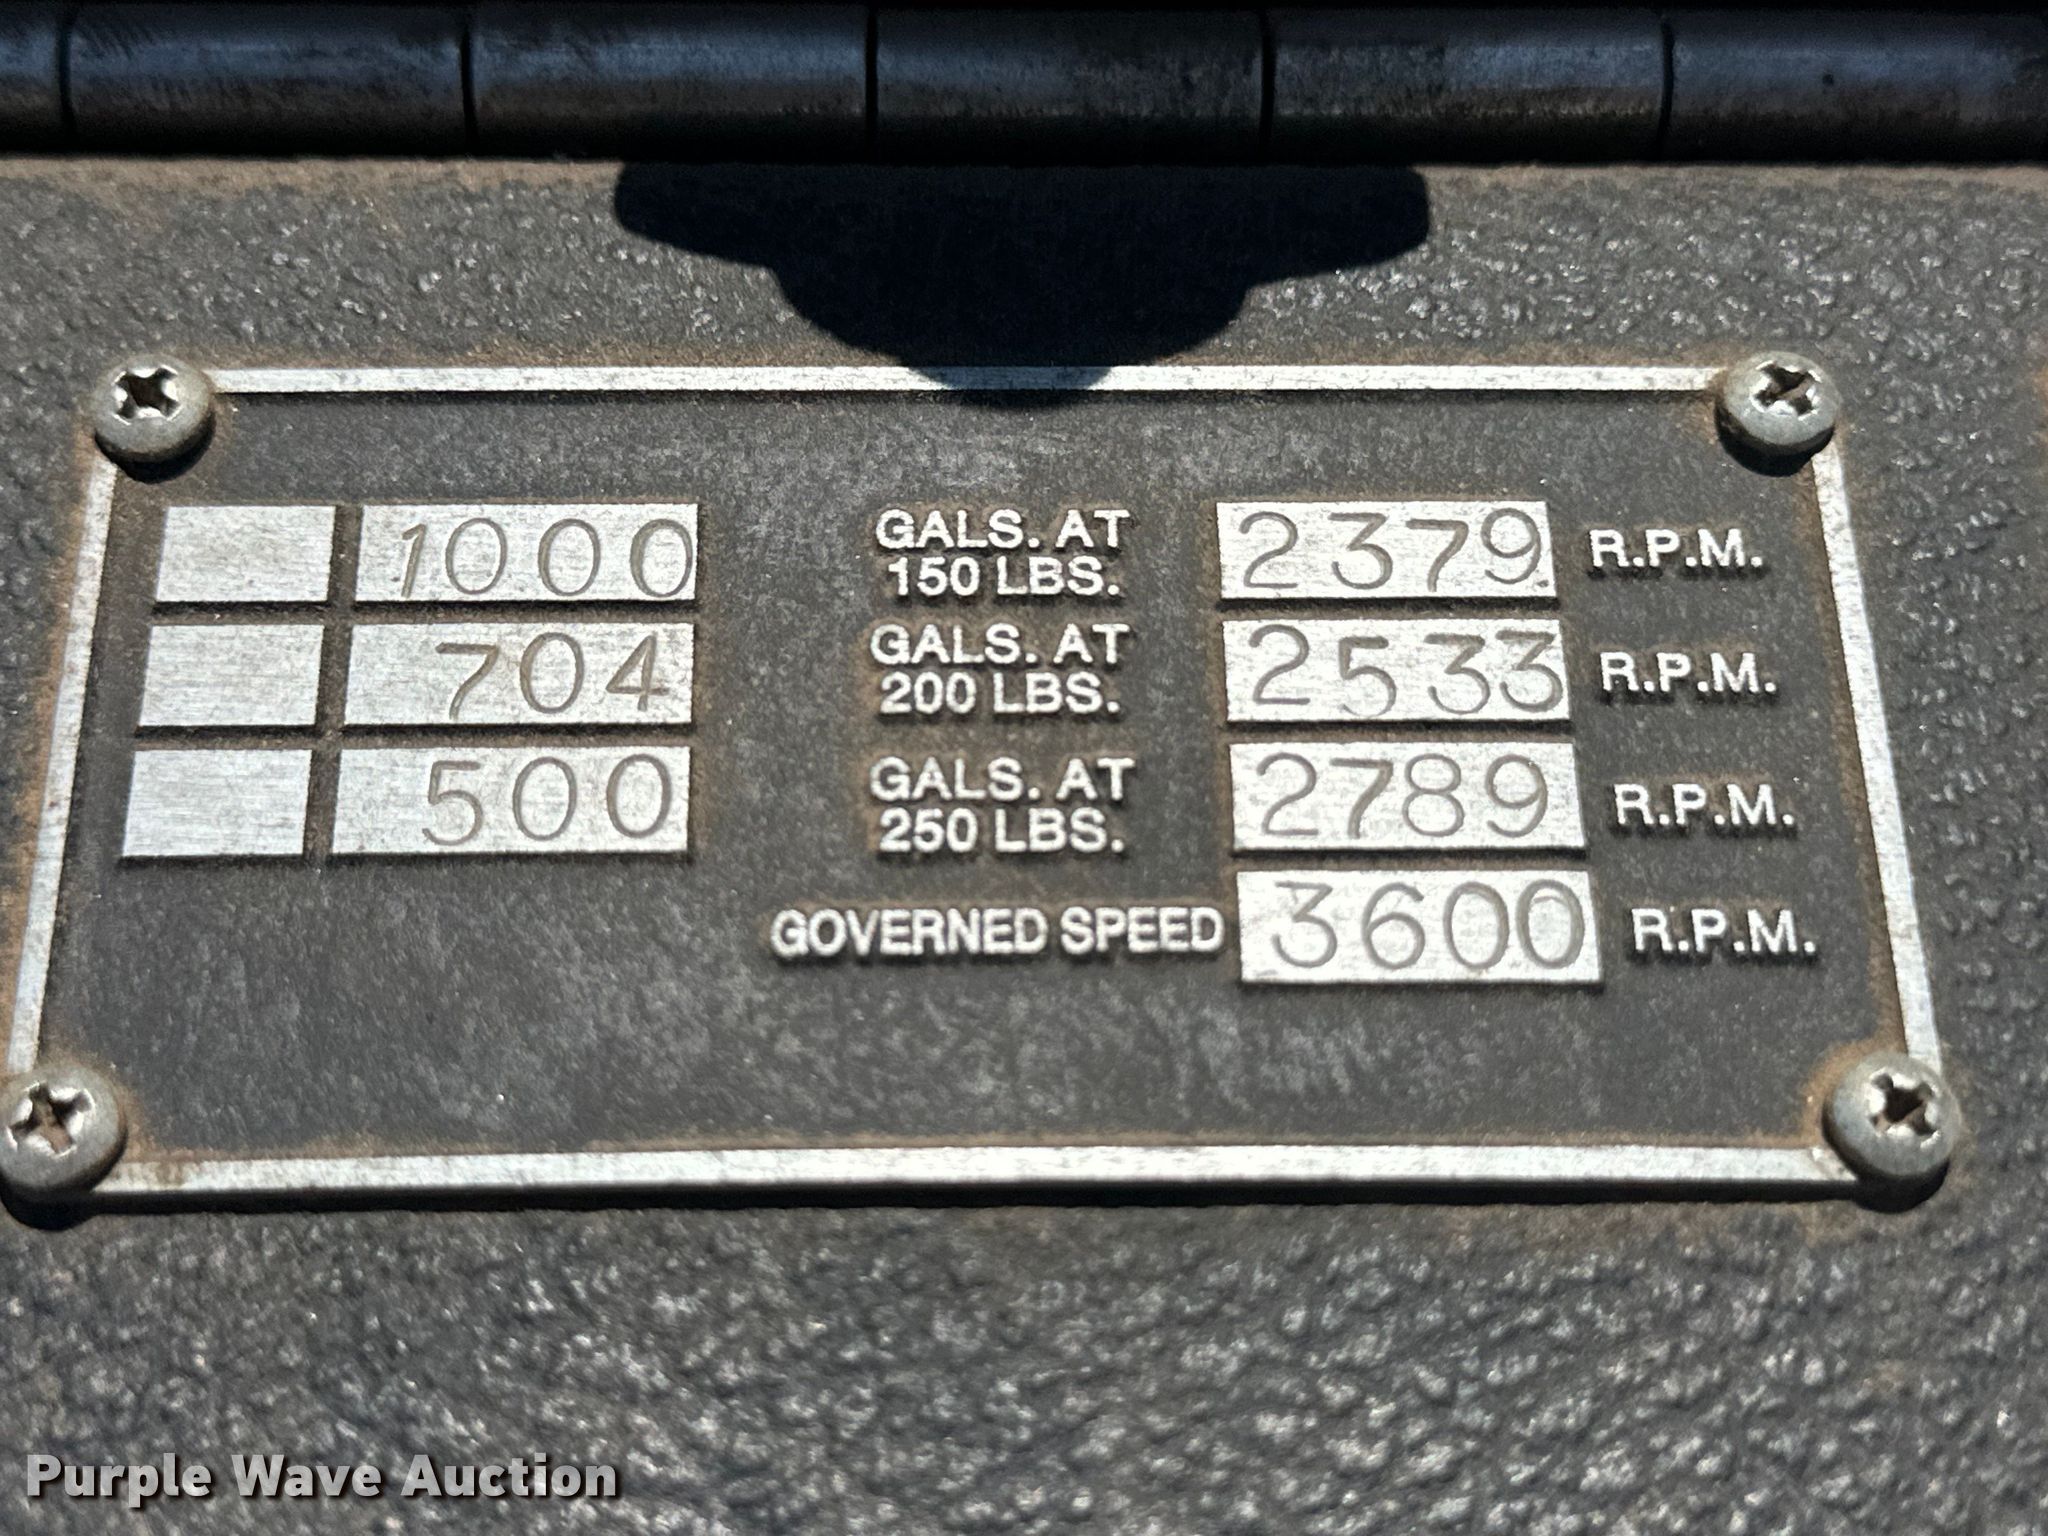 1000 GALS. AT 150 LBS. 2379 R.P.M.
704 GALS. AT 200 LBS. 2533 R.P.M.
500 GALS. AT 250 LBS. 2789 R.P.M.
GOVERNED SPEED 3600 R.P.M.
Purple Wave Auction